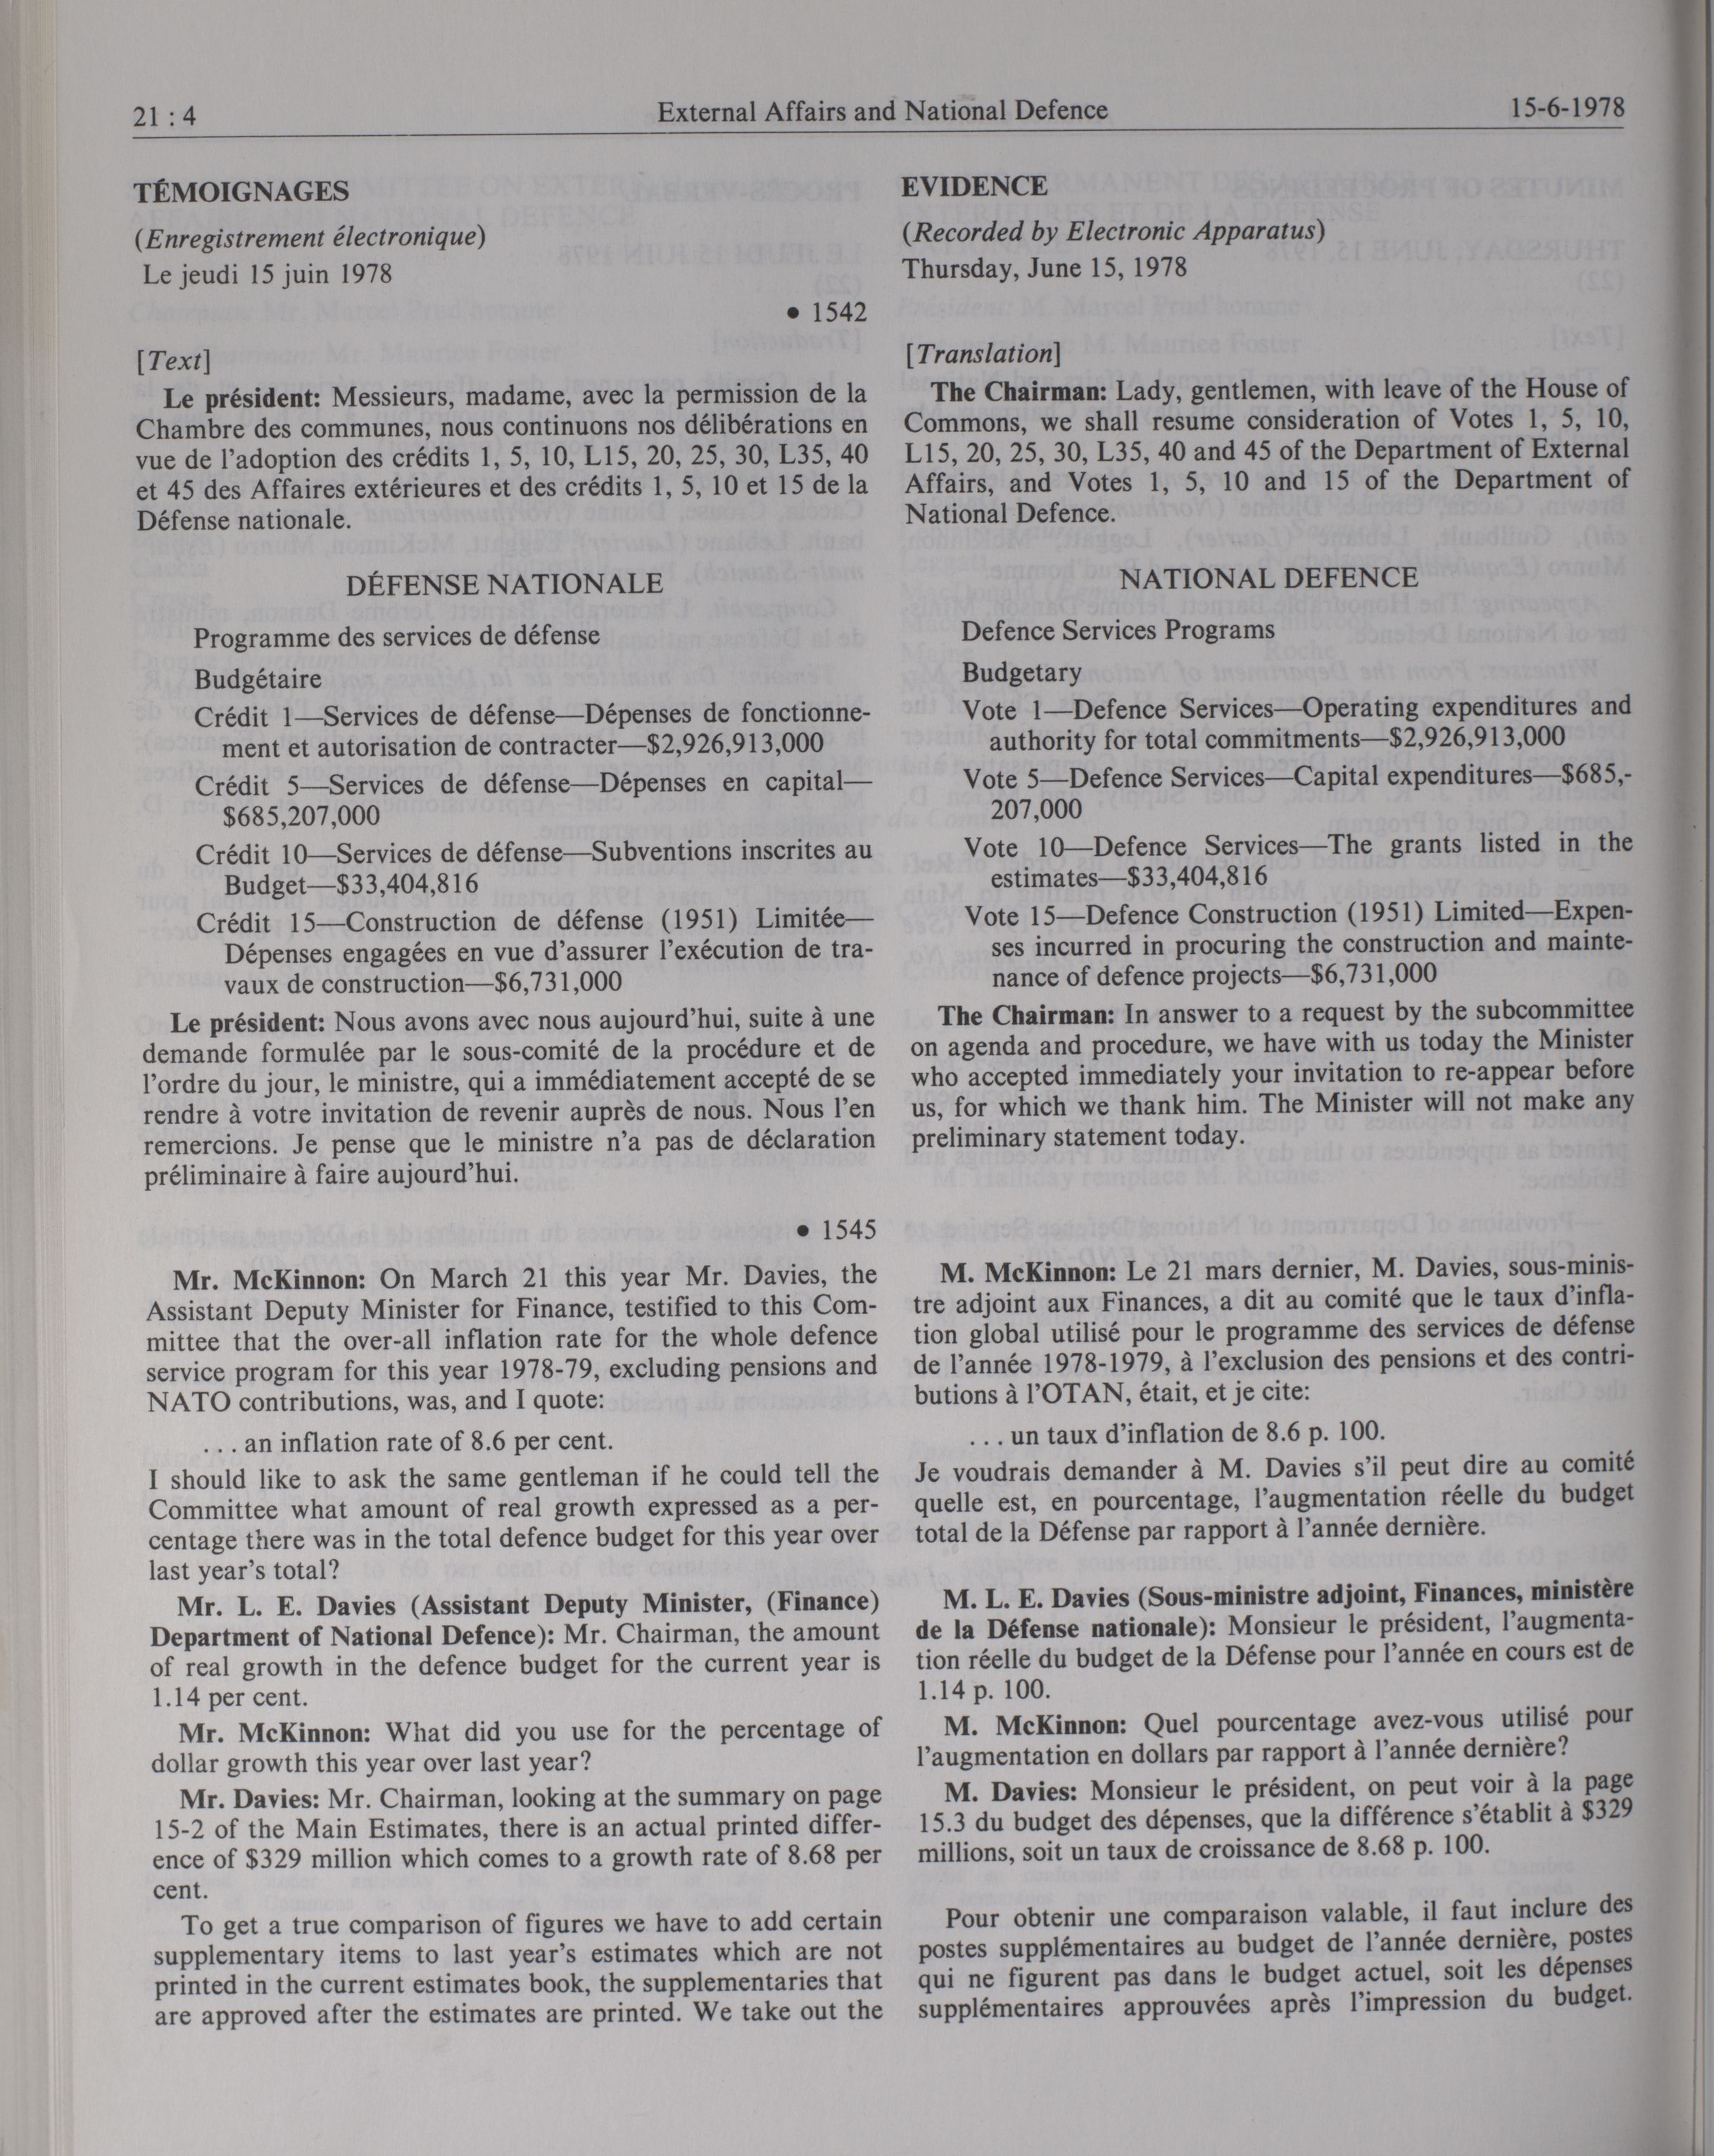 21 : 4
External Affairs and National Defence
15-6-1978
TÉMOIGNAGES
(Enregistrement électronique)
Le jeudi 15 juin 1978
• 1542
[Text]
Le président: Messieurs, madame, avec la permission de la
Chambre des communes, nous continuons nos délibérations en
vue de l'adoption des crédits 1, 5, 10, L15, 20, 25, 30, L35, 40
et 45 des Affaires extérieures et des crédits 1, 5, 10 et 15 de la
Défense nationale.
DÉFENSE NATIONALE
Programme des services de défense
Budgétaire
Crédit 1—Services de défense—Dépenses de fonctionne-
ment et autorisation de contracter—$2,926,913,000
Crédit 5—Services de défense—Dépenses en capital—
$685,207,000
Crédit 10—Services de défense—Subventions inscrites au
Budget—$33,404,816
Crédit 15—Construction de défense (1951) Limitée—
Dépenses engagées en vue d'assurer l'exécution de tra-
vaux de construction—$6,731,000
Le président: Nous avons avec nous aujourd'hui, suite à une
demande formulée par le sous-comité de la procédure et de
l'ordre du jour, le ministre, qui a immédiatement accepté de se
rendre à votre invitation de revenir auprès de nous. Nous l'en
remercions. Je pense que le ministre n'a pas de déclaration
préliminaire à faire aujourd'hui.
• 1545
Mr. McKinnon: On March 21 this year Mr. Davies, the
Assistant Deputy Minister for Finance, testified to this Com-
mittee that the over-all inflation rate for the whole defence
service program for this year 1978-79, excluding pensions and
NATO contributions, was, and I quote:
. . . an inflation rate of 8.6 per cent.
I should like to ask the same gentleman if he could tell the
Committee what amount of real growth expressed as a per-
centage there was in the total defence budget for this year over
last year's total?
Mr. L. E. Davies (Assistant Deputy Minister, (Finance)
Department of National Defence): Mr. Chairman, the amount
of real growth in the defence budget for the current year is
1.14 per cent.
Mr. McKinnon: What did you use for the percentage of
dollar growth this year over last year?
Mr. Davies: Mr. Chairman, looking at the summary on page
15-2 of the Main Estimates, there is an actual printed differ-
ence of $329 million which comes to a growth rate of 8.68 per
cent.
To get a true comparison of figures we have to add certain
supplementary items to last year's estimates which are not
printed in the current estimates book, the supplementaries that
are approved after the estimates are printed. We take out the
EVIDENCE
(Recorded by Electronic Apparatus)
Thursday, June 15, 1978
[Translation]
The Chairman: Lady, gentlemen, with leave of the House of
Commons, we shall resume consideration of Votes 1, 5, 10,
L15, 20, 25, 30, L35, 40 and 45 of the Department of External
Affairs, and Votes 1, 5, 10 and 15 of the Department of
National Defence.
NATIONAL DEFENCE
Defence Services Programs
Budgetary
Vote 1—Defence Services—Operating expenditures and
authority for total commitments—$2,926,913,000
Vote 5—Defence Services—Capital expenditures—$685,-
207,000
Vote 10—Defence Services—The grants listed in the
estimates—$33,404,816
Vote 15—Defence Construction (1951) Limited—Expen-
ses incurred in procuring the construction and mainte-
nance of defence projects—$6,731,000
The Chairman: In answer to a request by the subcommittee
on agenda and procedure, we have with us today the Minister
who accepted immediately your invitation to re-appear before
us, for which we thank him. The Minister will not make any
preliminary statement today.
M. McKinnon: Le 21 mars dernier, M. Davies, sous-minis-
tre adjoint aux Finances, a dit au comité que le taux d'infla-
tion global utilisé pour le programme des services de défense
de l'année 1978-1979, à l'exclusion des pensions et des contri-
butions à l'OTAN, était, et je cite:
. . . un taux d'inflation de 8.6 p. 100.
Je voudrais demander à M. Davies s'il peut dire au comité
quelle est, en pourcentage, l'augmentation réelle du budget
total de la Défense par rapport à l'année dernière.
M. L. E. Davies (Sous-ministre adjoint, Finances, ministère
de la Défense nationale): Monsieur le président, l'augmenta-
tion réelle du budget de la Défense pour l'année en cours est de
1.14 p. 100.
M. McKinnon: Quel pourcentage avez-vous utilisé pour
l'augmentation en dollars par rapport à l'année dernière?
M. Davies: Monsieur le président, on peut voir à la page
15.3 du budget des dépenses, que la différence s'établit à $329
millions, soit un taux de croissance de 8.68 p. 100.
Pour obtenir une comparaison valable, il faut inclure des
postes supplémentaires au budget de l'année dernière, postes
qui ne figurent pas dans le budget actuel, soit les dépenses
supplémentaires approuvées après l'impression du budget.